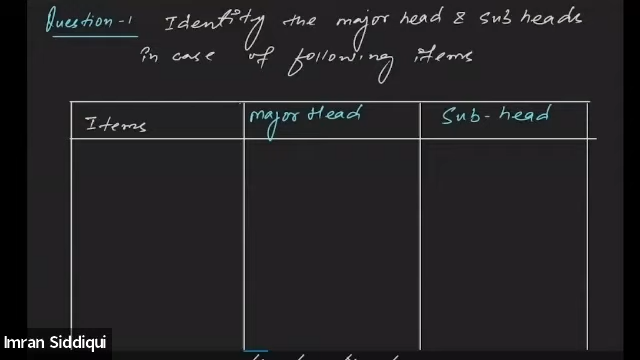 Question-1 Identity the major head & sub heads
in case of following items
Items Major Head Sub-head
Imran Siddiqui